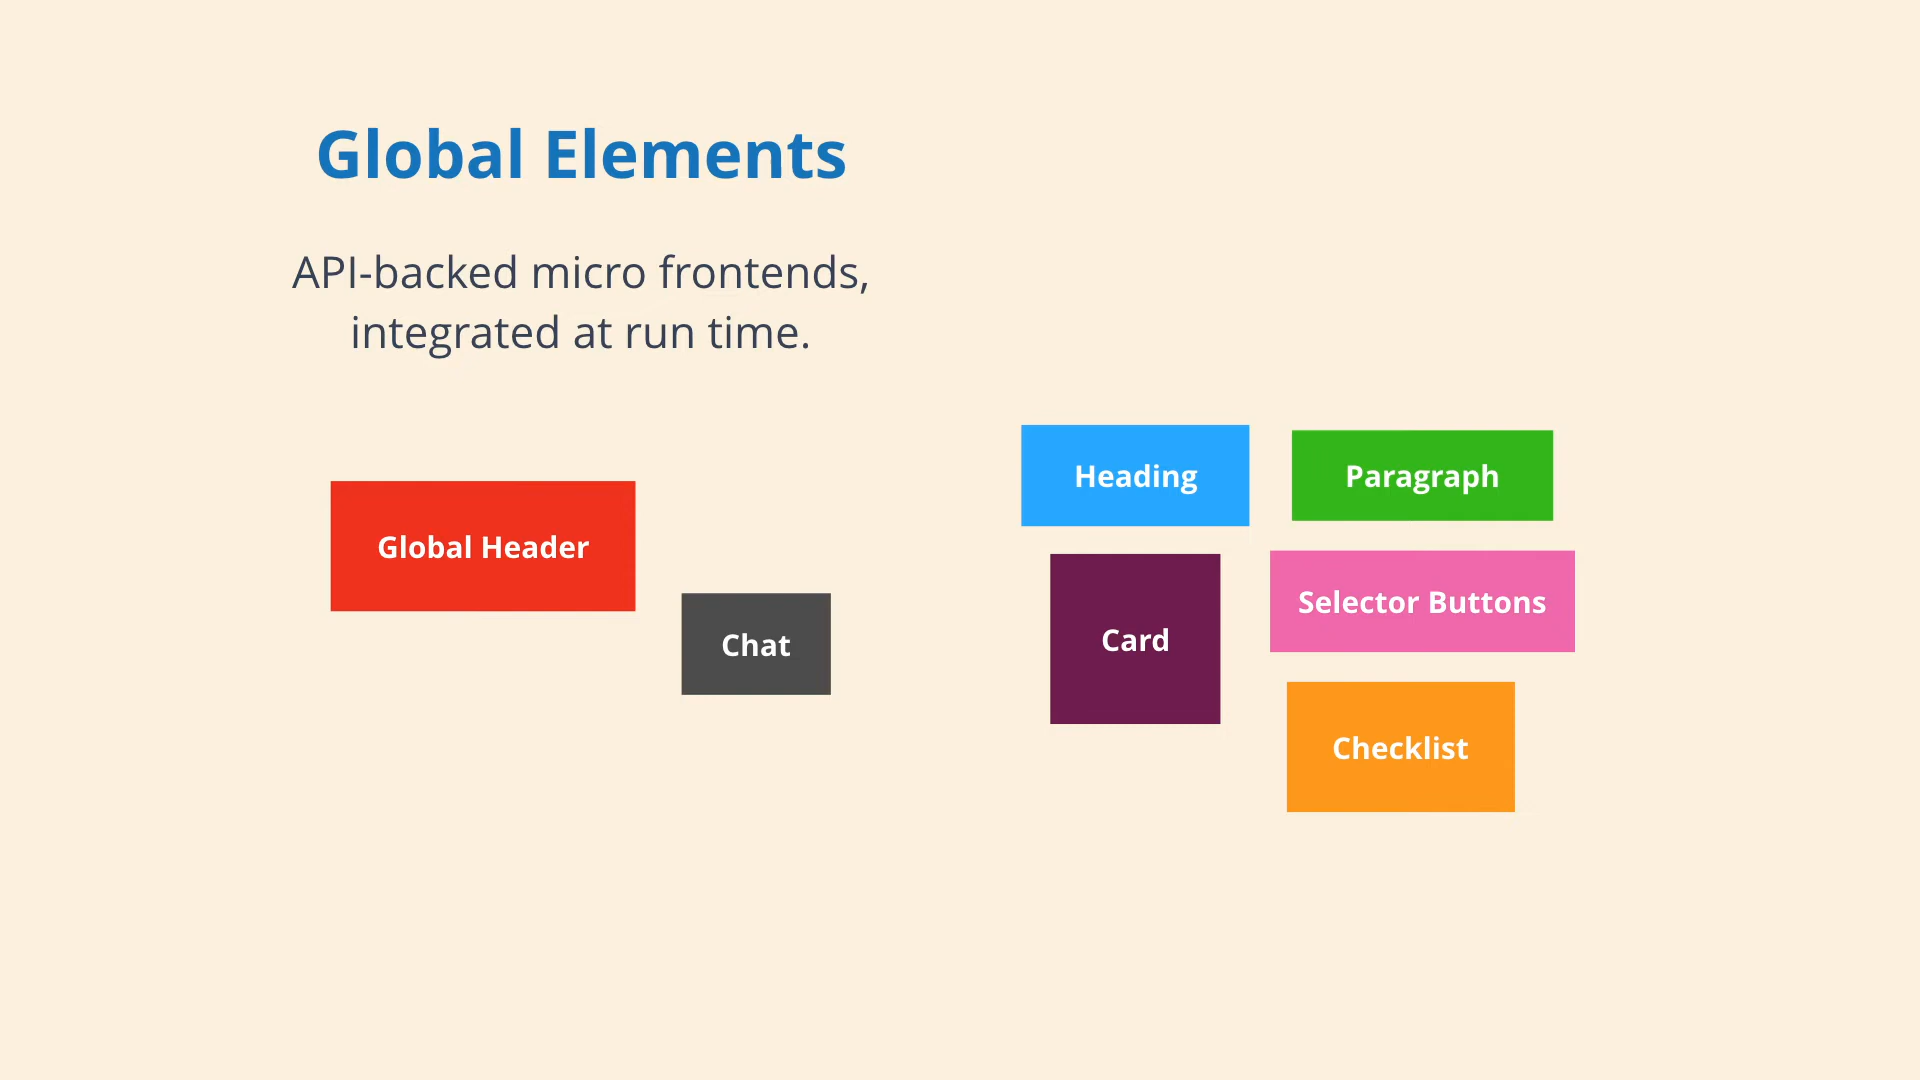 Global Elements
API-backed micro frontends,
integrated at run time.
Global Header
Chat
Heading
Paragraph
Card
Selector Buttons
Checklist